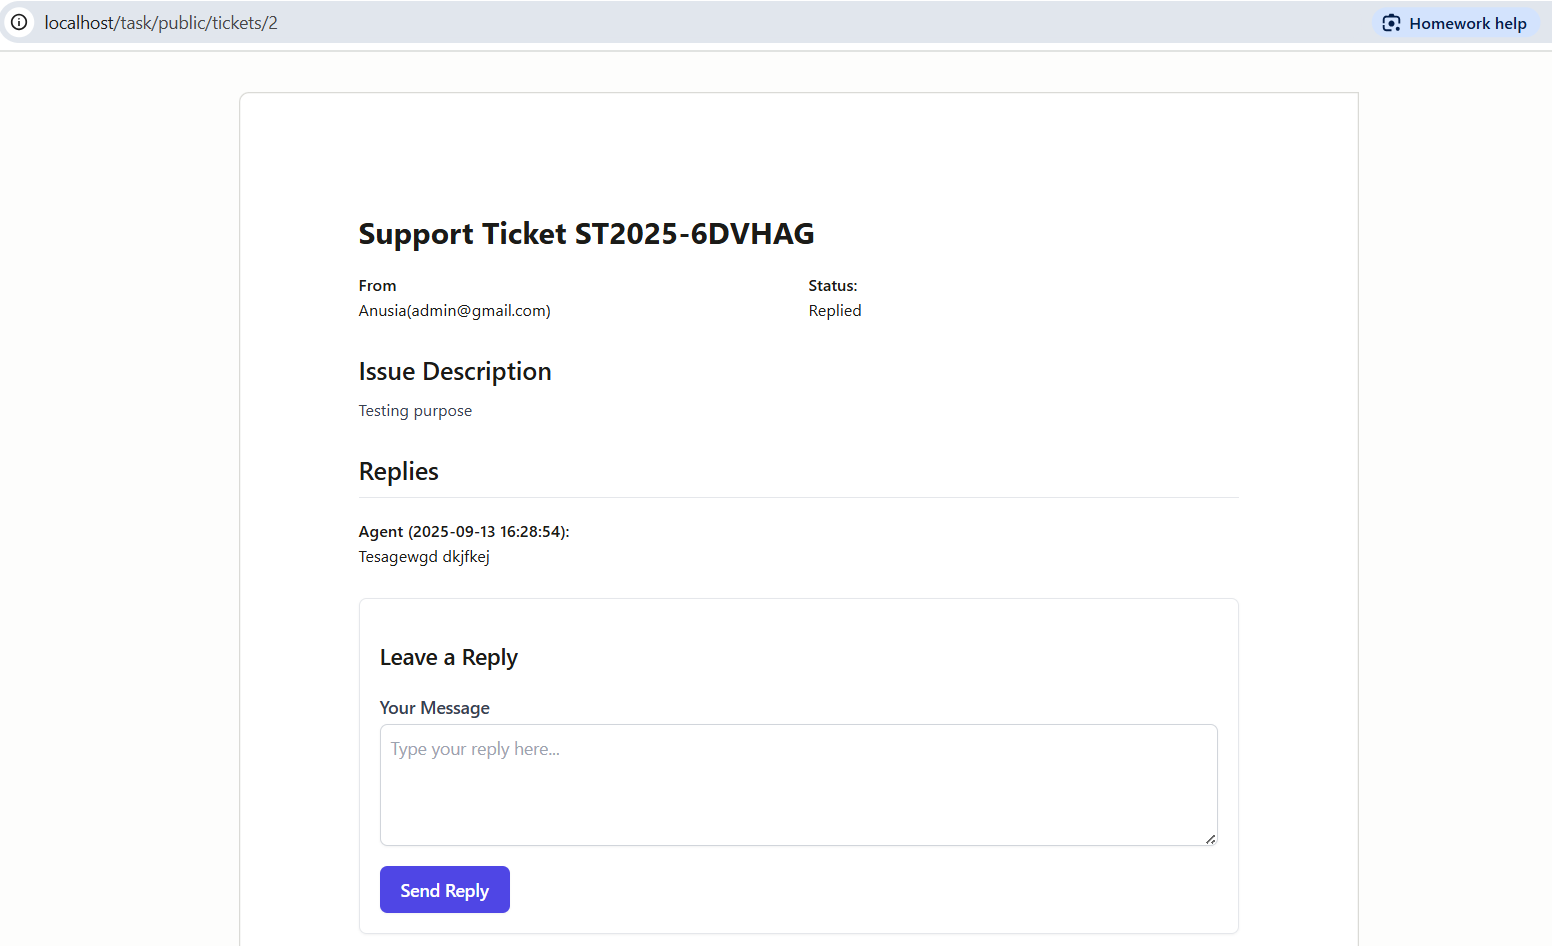 localhost/task/public/tickets/2
Homework help
Support Ticket ST2025-6DVHAG
From
Status:
Anusia(admin@gmail.com)
Replied
Issue Description
Testing purpose
Replies
Agent (2025-09-13 16:28:54):
Tesagewgd dkjfkej
Leave a Reply
Your Message
Type your reply here...
Send Reply